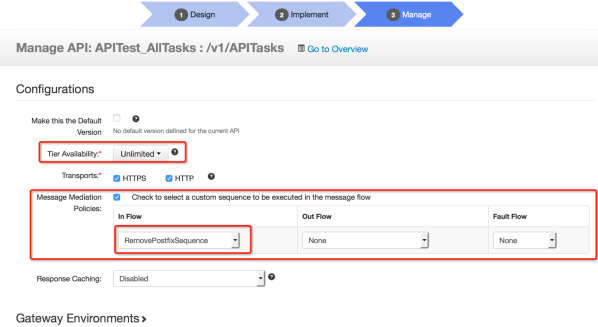 1 Design 2 Implement 3 Manage
Manage API: APITest_AllTasks : /v1/APITasks Go to Overview
Configurations
Make this the Default
Version
No default version defined for the current API
Tier Availability:* Unlimited
Transports:* HTTPS HTTP
Message Mediation Check to select a custom sequence to be executed in the message flow
Policies:
In Flow Out Flow Fault Flow
RemovePostfixSequence None None
Response Caching: Disabled
Gateway Environments